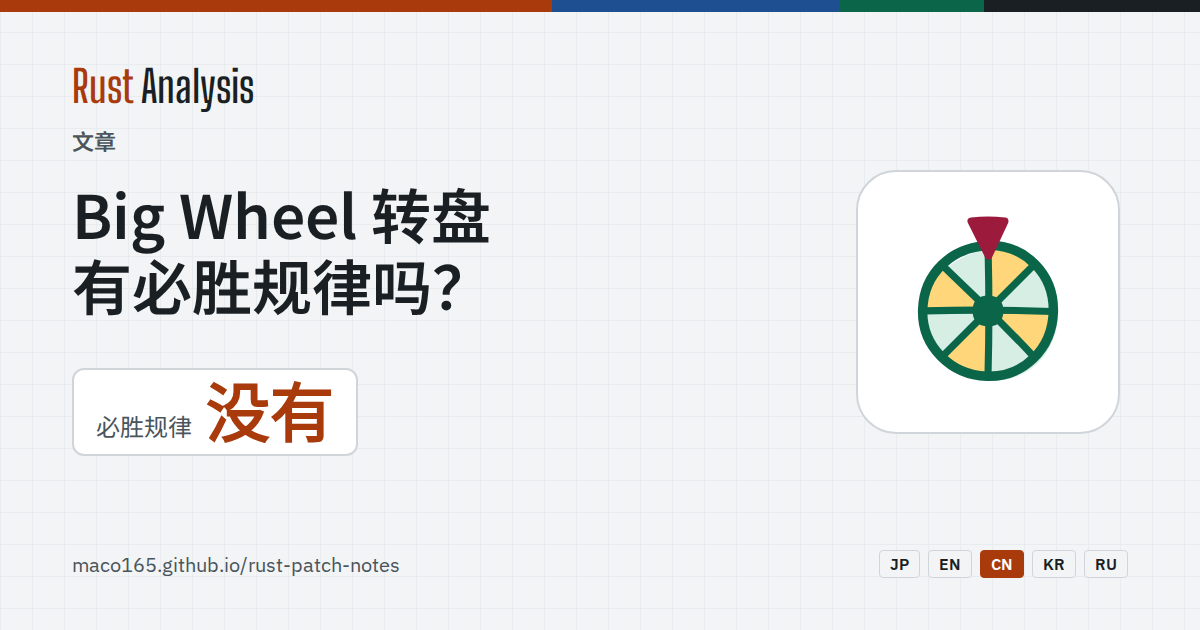 Rust Analysis
文章
Big Wheel 转盘
有必胜规律吗？
必胜规律 没有
maco165.github.io/rust-patch-notes
JP EN CN KR RU